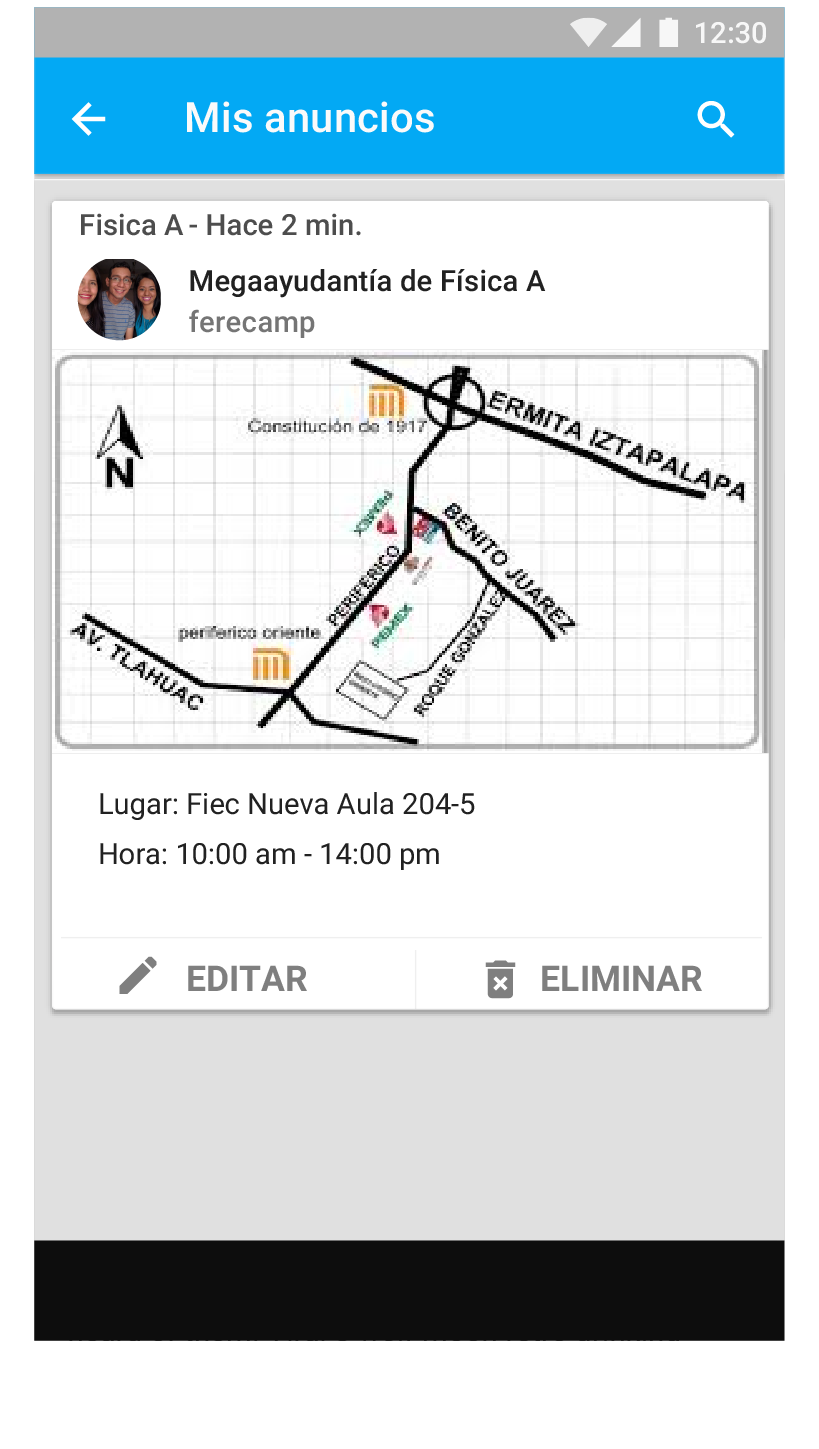 12:30
Mis anuncios
Fisica A - Hace 2 min.
Megaayudantía de Física A
ferecamp
ERMITA IZTAPALAPA
Constitución de 1917
N
PEMEX
BENITO JUAREZ
PERIFERICO
PEMEX
ROQUE GONZALEZ
periferico oriente
AV. TLAHUAC
Lugar: Fiec Nueva Aula 204-5
Hora: 10:00 am - 14:00 pm
EDITAR
ELIMINAR